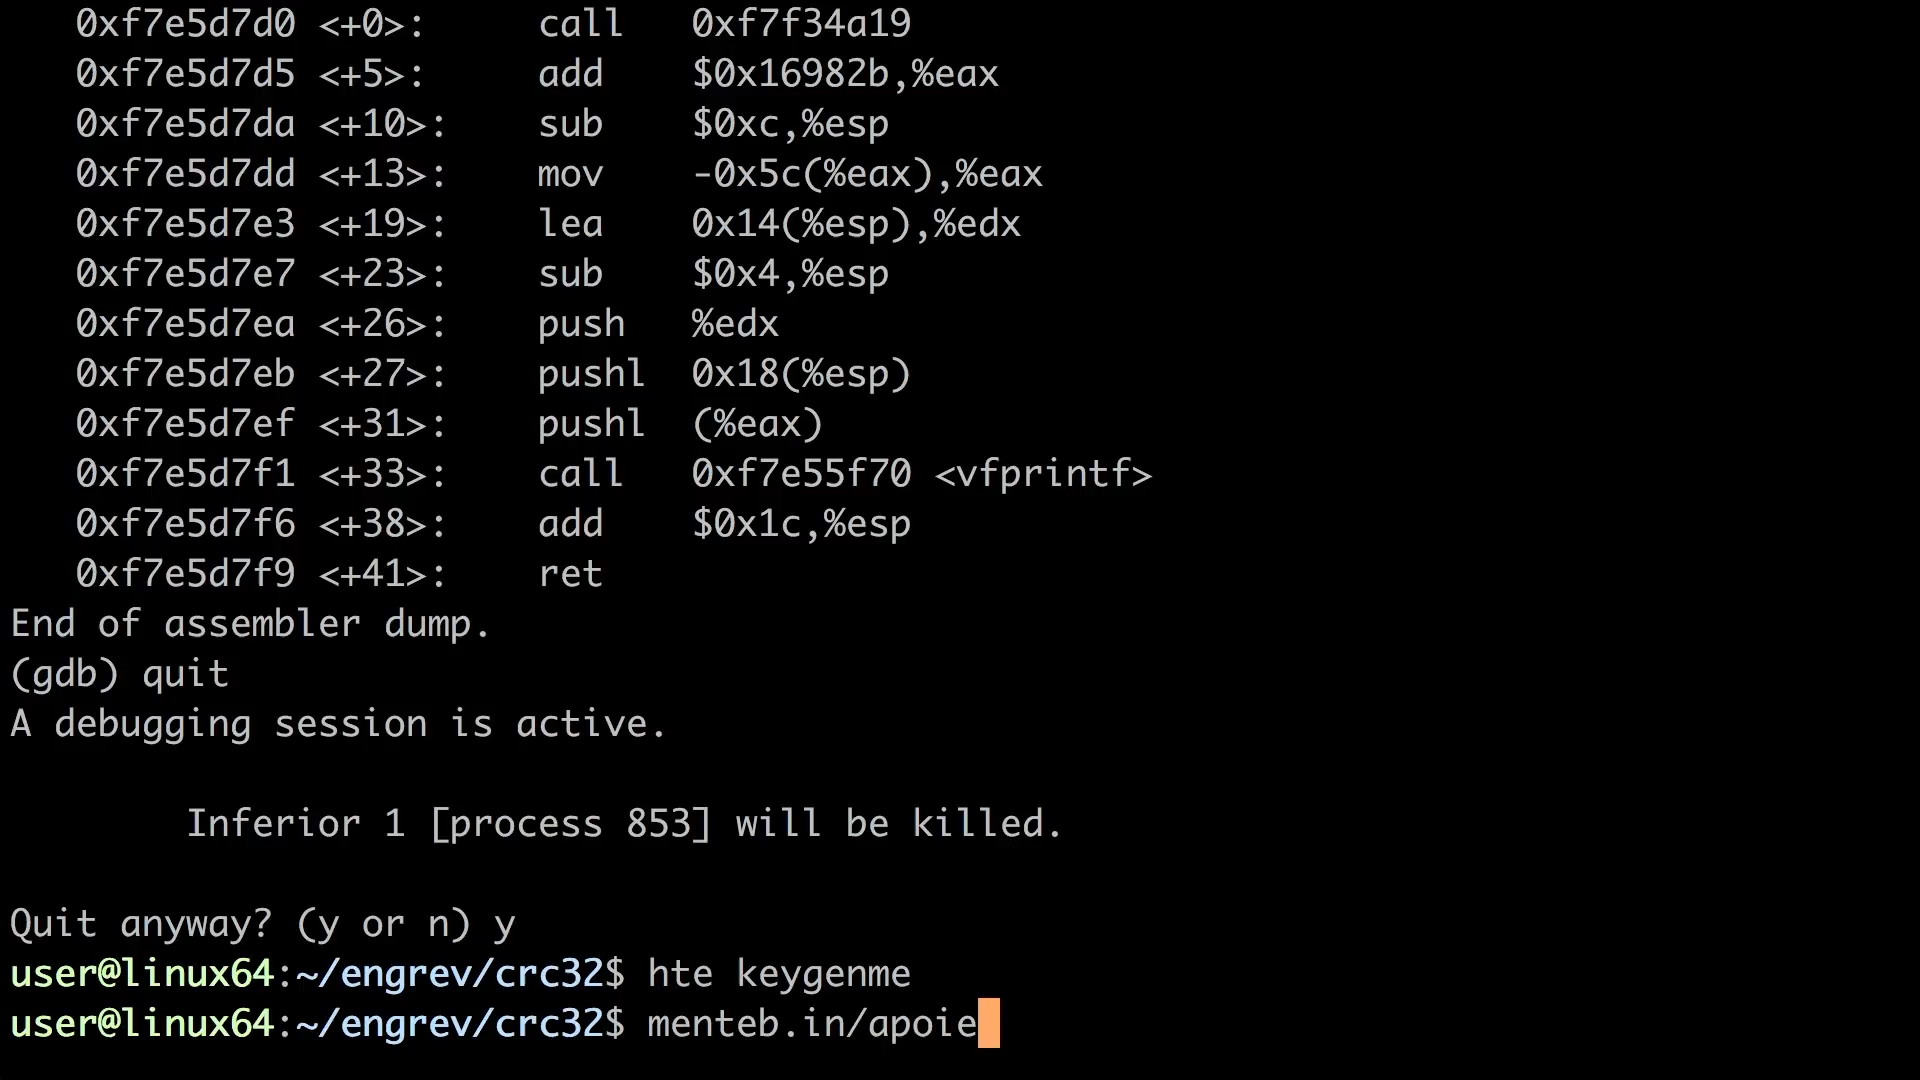 0xf7e5d7d0 <+0>:     call   0xf7f34a19
0xf7e5d7d5 <+5>:     add    $0x16982b,%eax
0xf7e5d7da <+10>:    sub    $0xc,%esp
0xf7e5d7dd <+13>:    mov    -0x5c(%eax),%eax
0xf7e5d7e3 <+19>:    lea    0x14(%esp),%edx
0xf7e5d7e7 <+23>:    sub    $0x4,%esp
0xf7e5d7ea <+26>:    push   %edx
0xf7e5d7eb <+27>:    pushl  0x18(%esp)
0xf7e5d7ef <+31>:    pushl  (%eax)
0xf7e5d7f1 <+33>:    call   0xf7e55f70 <vfprintf>
0xf7e5d7f6 <+38>:    add    $0x1c,%esp
0xf7e5d7f9 <+41>:    ret
End of assembler dump.
(gdb) quit
A debugging session is active.
Inferior 1 [process 853] will be killed.
Quit anyway? (y or n) y
user@linux64:~/engrev/crc32$ hte keygenme
user@linux64:~/engrev/crc32$ menteb.in/apoie